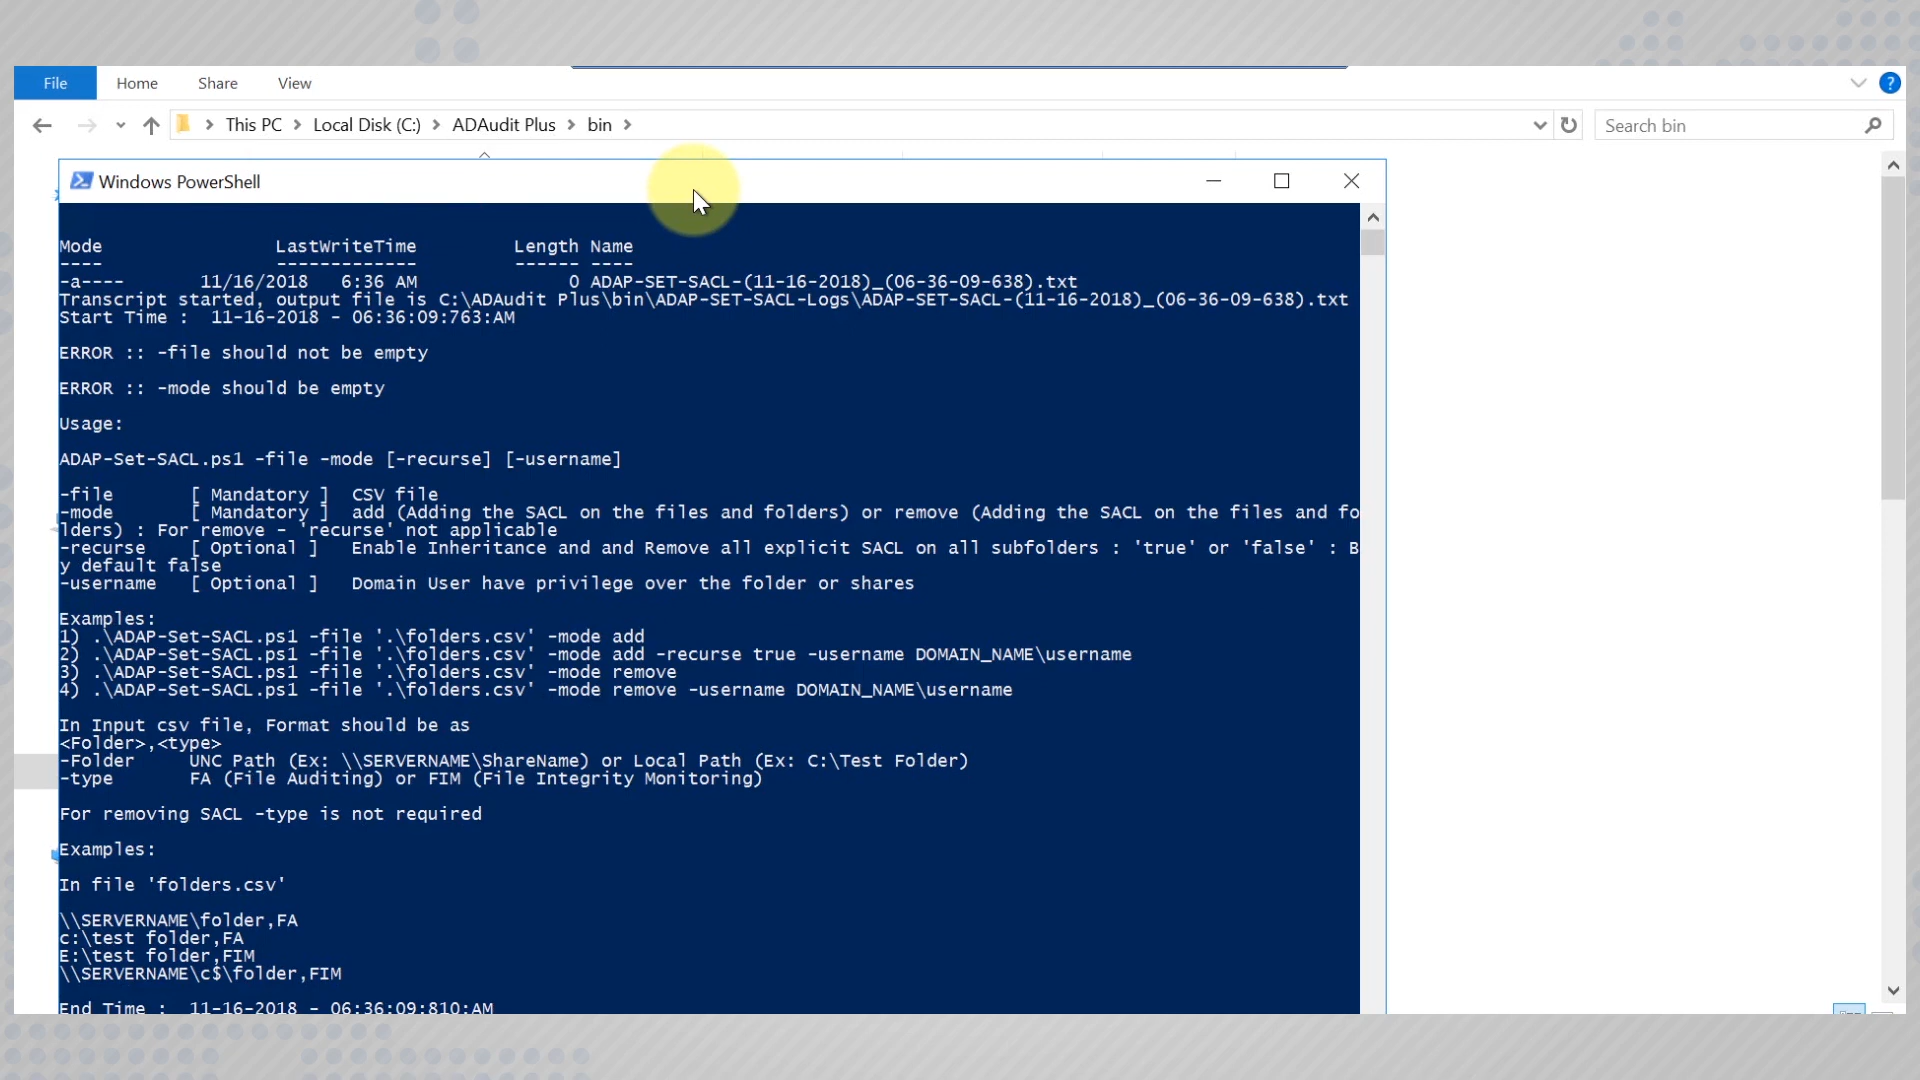 File Home Share View ?
This PC > Local Disk (C:) > ADAudit Plus > bin > Search bin
Windows PowerShell
Mode LastWriteTime Length Name
---- ------------- ------ ----
-a---- 11/16/2018 6:36 AM 0 ADAP-SET-SACL-(11-16-2018)_(06-36-09-638).txt
Transcript started, output file is C:\ADAudit Plus\bin\ADAP-SET-SACL-Logs\ADAP-SET-SACL-(11-16-2018)_(06-36-09-638).txt
Start Time : 11-16-2018 - 06:36:09:763:AM
ERROR :: -file should not be empty
ERROR :: -mode should be empty
Usage:
ADAP-Set-SACL.ps1 -file -mode [-recurse] [-username]
-file [ Mandatory ] CSV file
-mode [ Mandatory ] add (Adding the SACL on the files and folders) or remove (Adding the SACL on the files and fo
lders) : For remove - 'recurse' not applicable
-recurse [ Optional ] Enable Inheritance and and Remove all explicit SACL on all subfolders : 'true' or 'false' : B
y default false
-username [ Optional ] Domain User have privilege over the folder or shares
Examples:
1) .\ADAP-Set-SACL.ps1 -file '.\folders.csv' -mode add
2) .\ADAP-Set-SACL.ps1 -file '.\folders.csv' -mode add -recurse true -username DOMAIN_NAME\username
3) .\ADAP-Set-SACL.ps1 -file '.\folders.csv' -mode remove
4) .\ADAP-Set-SACL.ps1 -file '.\folders.csv' -mode remove -username DOMAIN_NAME\username
In Input csv file, Format should be as
<Folder>,<type>
-Folder UNC Path (Ex: \\SERVERNAME\ShareName) or Local Path (Ex: C:\Test Folder)
-type FA (File Auditing) or FIM (File Integrity Monitoring)
For removing SACL -type is not required
Examples:
In file 'folders.csv'
\\SERVERNAME\folder,FA
c:\test folder,FA
E:\test folder,FIM
\\SERVERNAME\c$\folder,FIM
End Time : 11-16-2018 - 06:36:09:810:AM